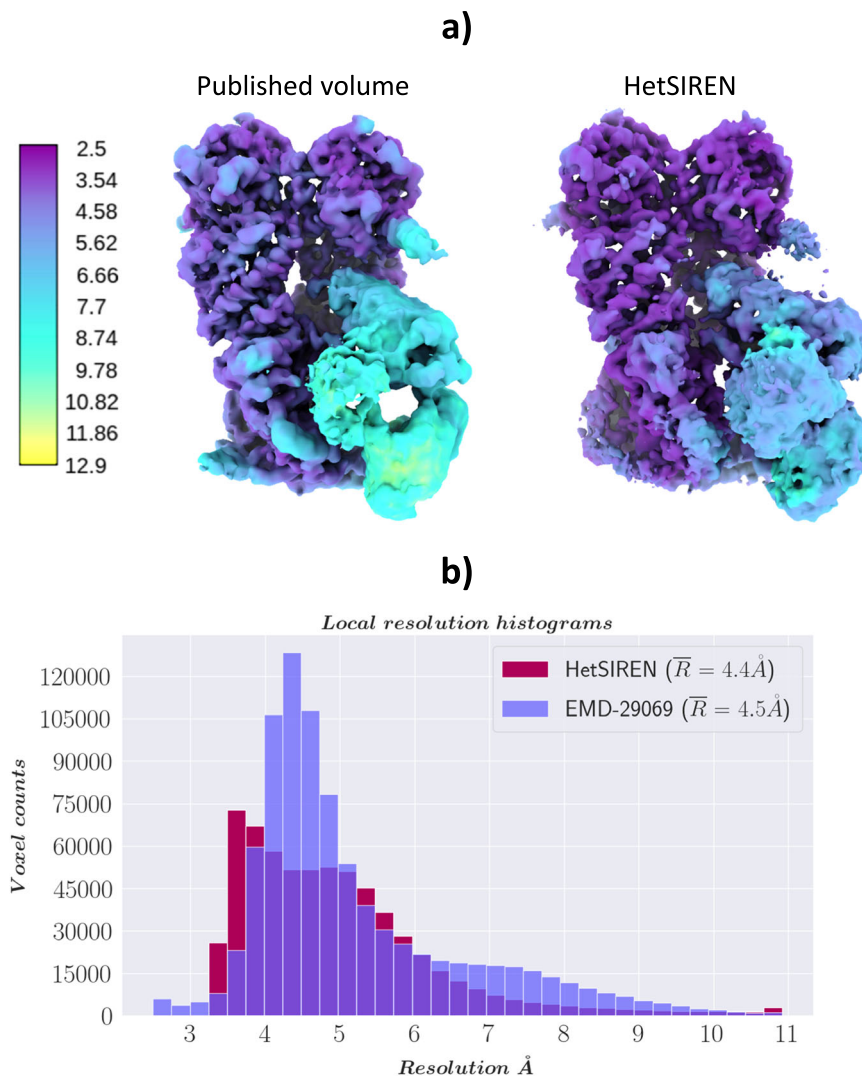 a)
Published volume
HetSIREN
2.5
3.54
4.58
5.62
6.66
7.7
8.74
9.78
10.82
11.86
12.9
b)
Local resolution histograms
HetSIREN (R̅ = 4.4Å)
EMD-29069 (R̅ = 4.5Å)
120000
105000
90000
75000
60000
45000
30000
15000
0
Voxel counts
3 4 5 6 7 8 9 10 11
Resolution Å